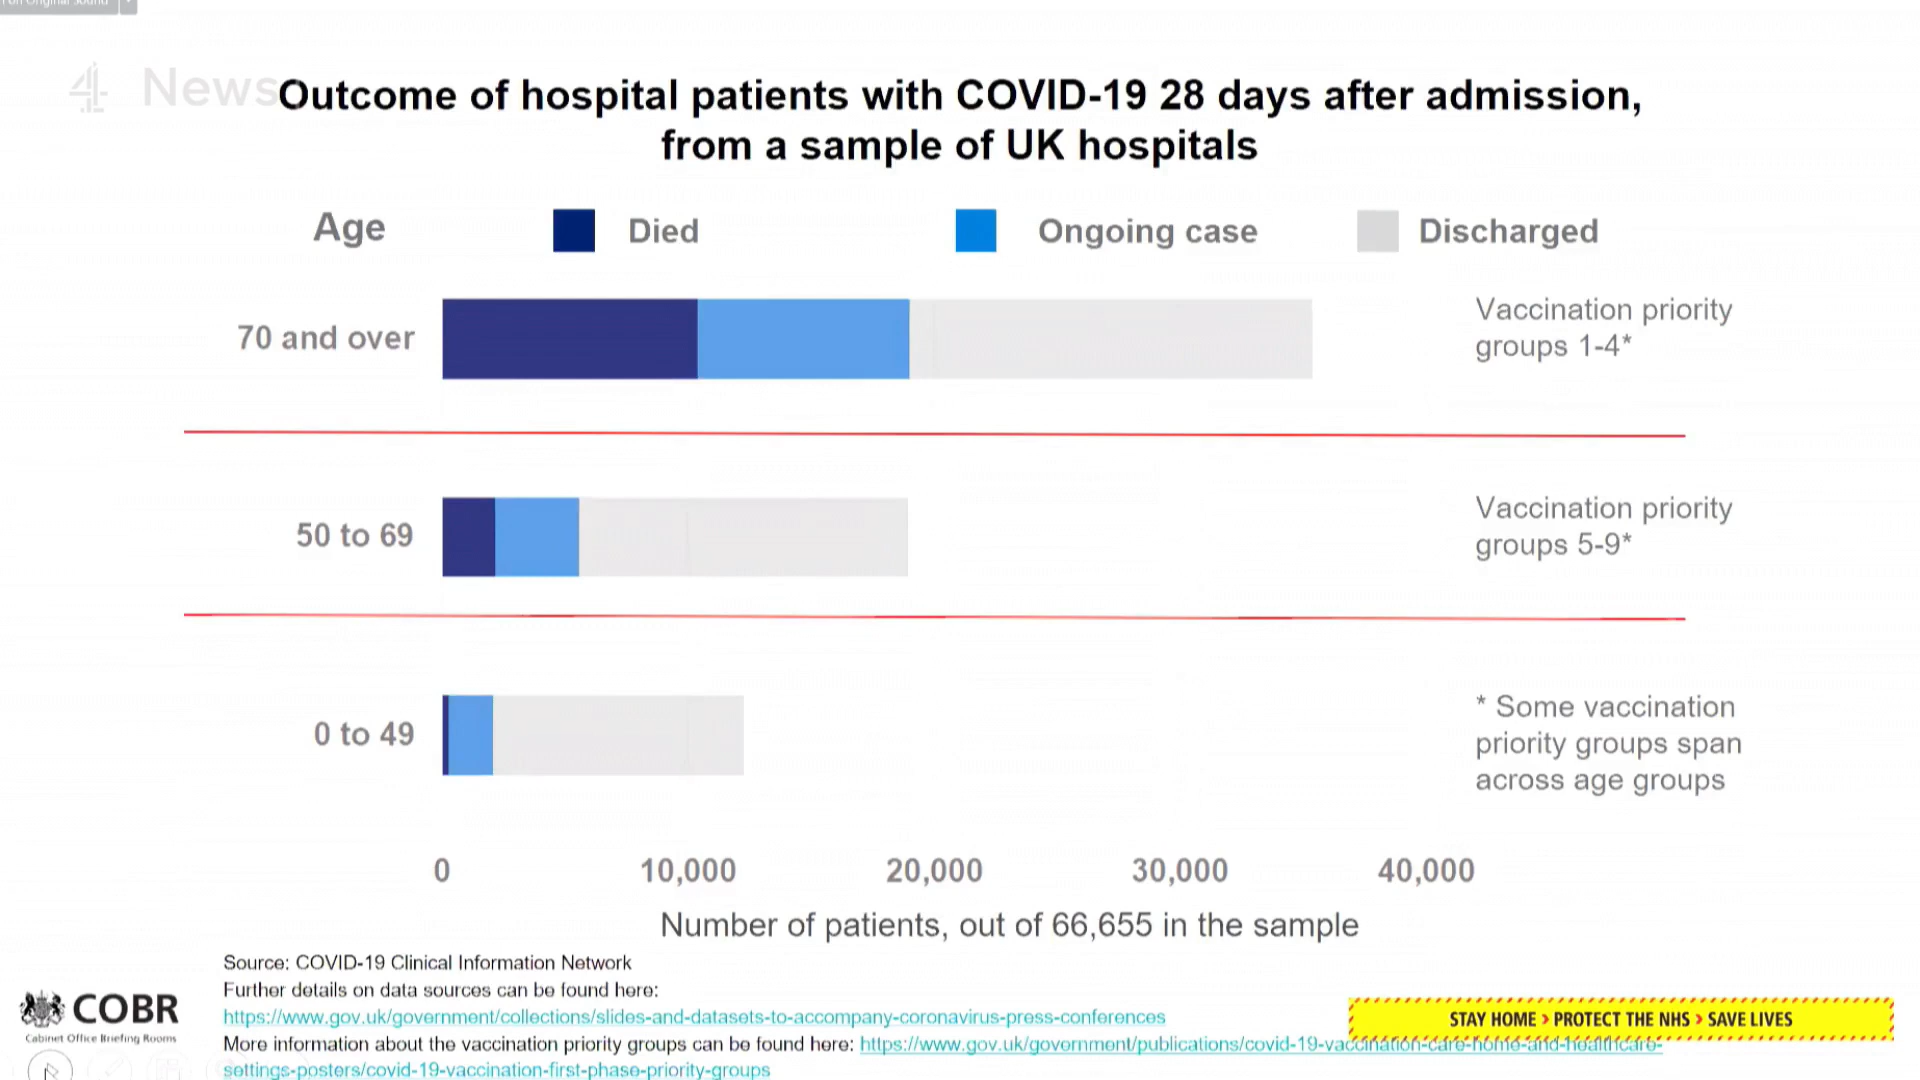 Original Sound
4 News
Outcome of hospital patients with COVID-19 28 days after admission,
from a sample of UK hospitals
Age Died Ongoing case Discharged
70 and over
Vaccination priority
groups 1-4*
50 to 69
Vaccination priority
groups 5-9*
0 to 49
* Some vaccination
priority groups span
across age groups
0 10,000 20,000 30,000 40,000
Number of patients, out of 66,655 in the sample
Source: COVID-19 Clinical Information Network
Further details on data sources can be found here:
https://www.gov.uk/government/collections/slides-and-datasets-to-accompany-coronavirus-press-conferences
More information about the vaccination priority groups can be found here: https://www.gov.uk/government/publications/covid-19-vaccination-care-home-and-healthcare-
settings-posters/covid-19-vaccination-first-phase-priority-groups
COBR
Cabinet Office Briefing Rooms
STAY HOME > PROTECT THE NHS > SAVE LIVES